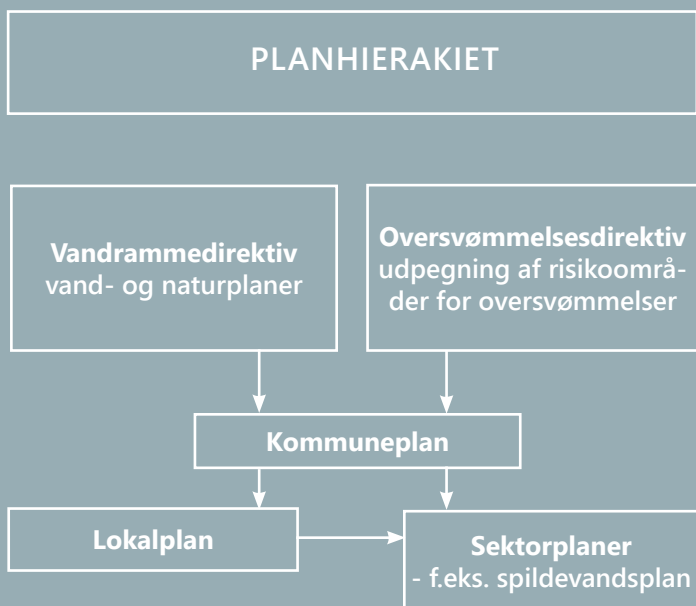 PLANHIERAKIET
Vandrammedirektiv
vand- og naturplaner
Oversvømmelsesdirektiv
udpegning af risikoområ-
der for oversvømmelser
Kommuneplan
Lokalplan
Sektorplaner
- f.eks. spildevandsplan